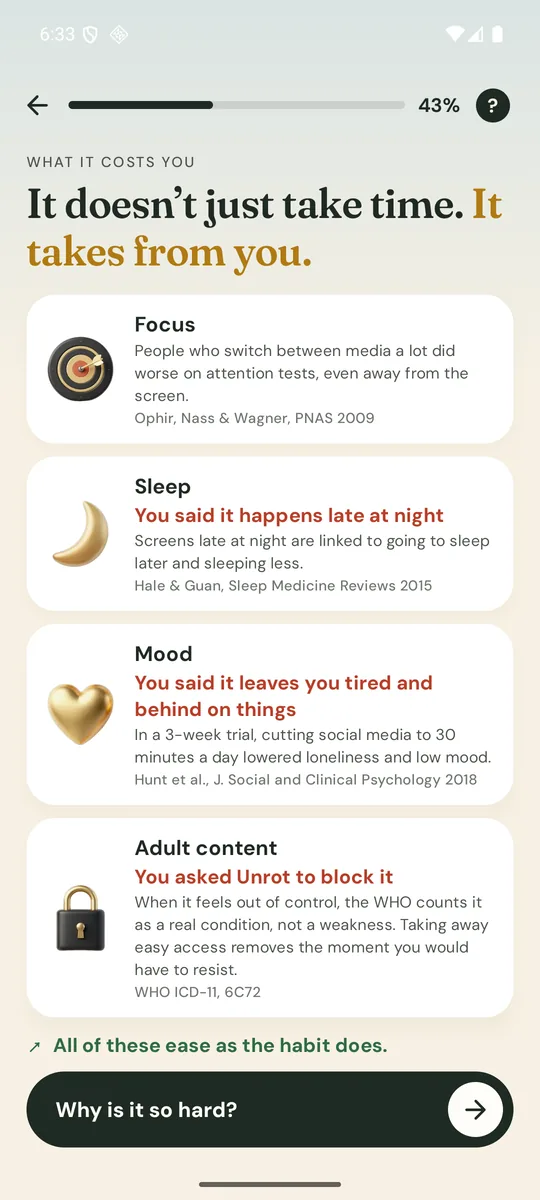 6:33
43%
?
WHAT IT COSTS YOU
It doesn’t just take time. It
takes from you.
Focus
People who switch between media a lot did
worse on attention tests, even away from the
screen.
Ophir, Nass & Wagner, PNAS 2009
Sleep
You said it happens late at night
Screens late at night are linked to going to sleep
later and sleeping less.
Hale & Guan, Sleep Medicine Reviews 2015
Mood
You said it leaves you tired and
behind on things
In a 3-week trial, cutting social media to 30
minutes a day lowered loneliness and low mood.
Hunt et al., J. Social and Clinical Psychology 2018
Adult content
You asked Unrot to block it
When it feels out of control, the WHO counts it
as a real condition, not a weakness. Taking away
easy access removes the moment you would
have to resist.
WHO ICD-11, 6C72
All of these ease as the habit does.
Why is it so hard?